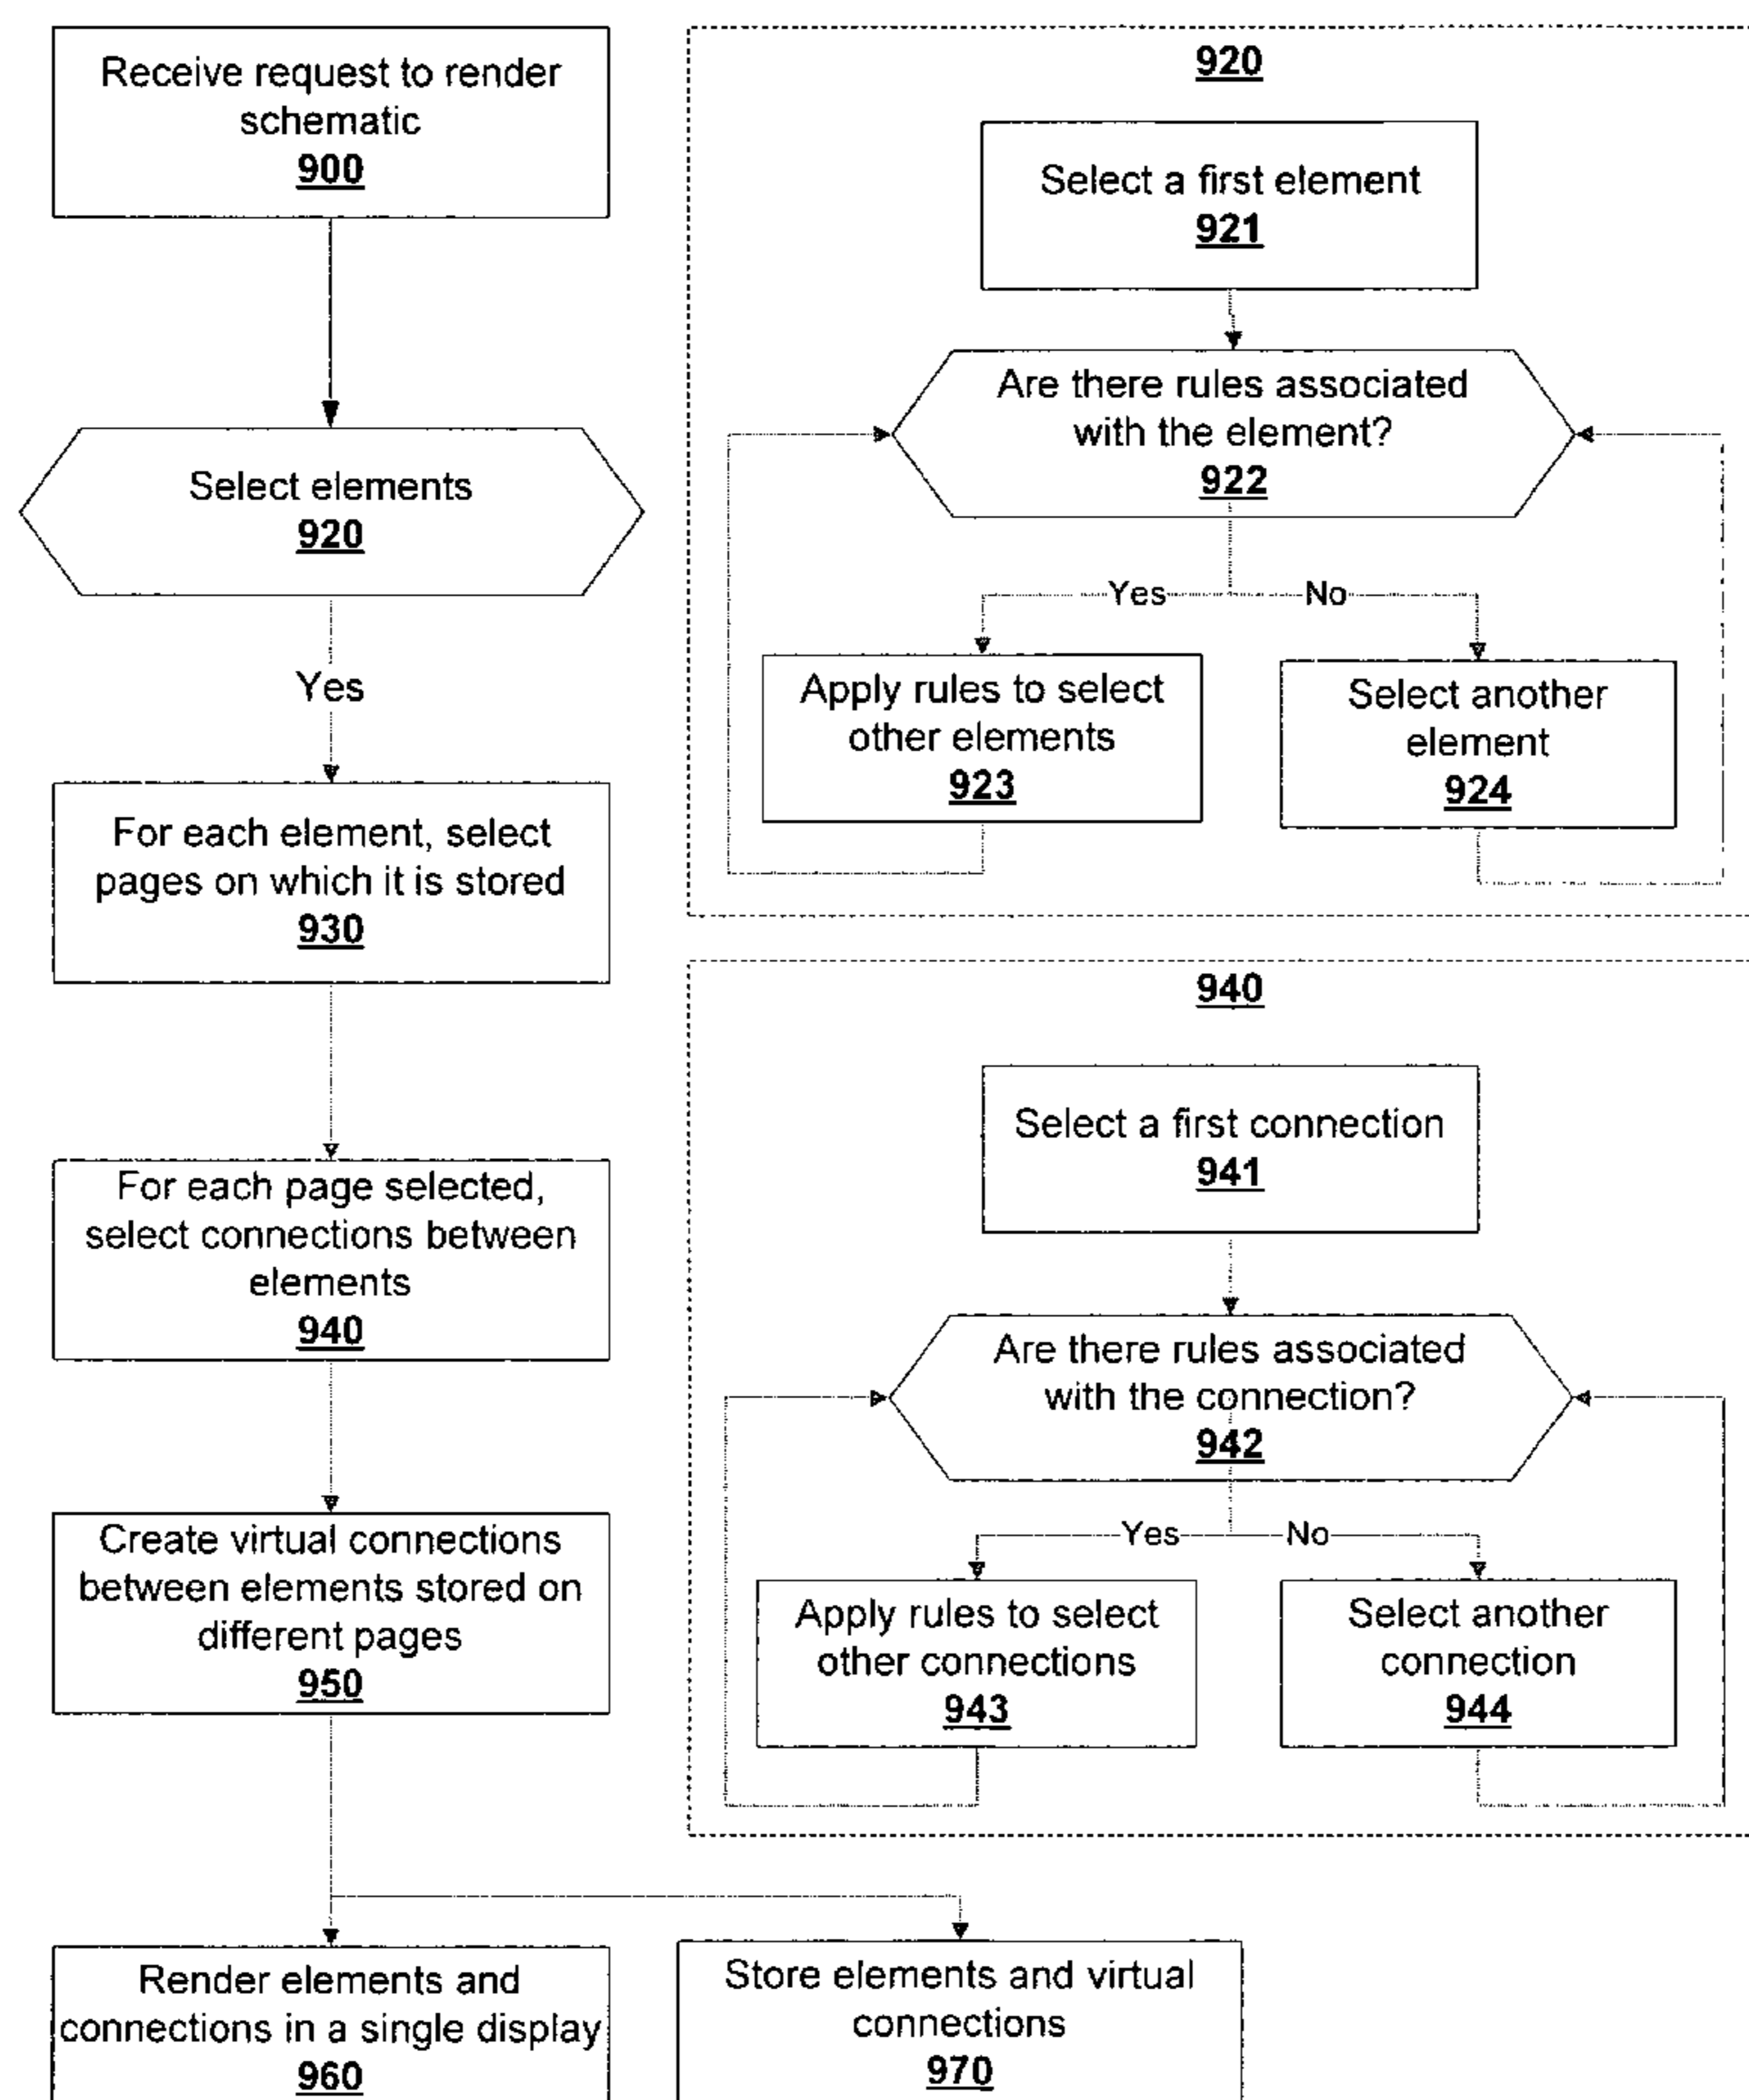 Receive request to render
schematic
900
Select elements
920
Yes
For each element, select
pages on which it is stored
930
For each page selected,
select connections between
elements
940
Create virtual connections
between elements stored on
different pages
950
Render elements and
connections in a single display
960
Store elements and virtual
connections
970
920
Select a first element
921
Are there rules associated
with the element?
922
Yes
No
Apply rules to select
other elements
923
Select another
element
924
940
Select a first connection
941
Are there rules associated
with the connection?
942
Yes
No
Apply rules to select
other connections
943
Select another
connection
944